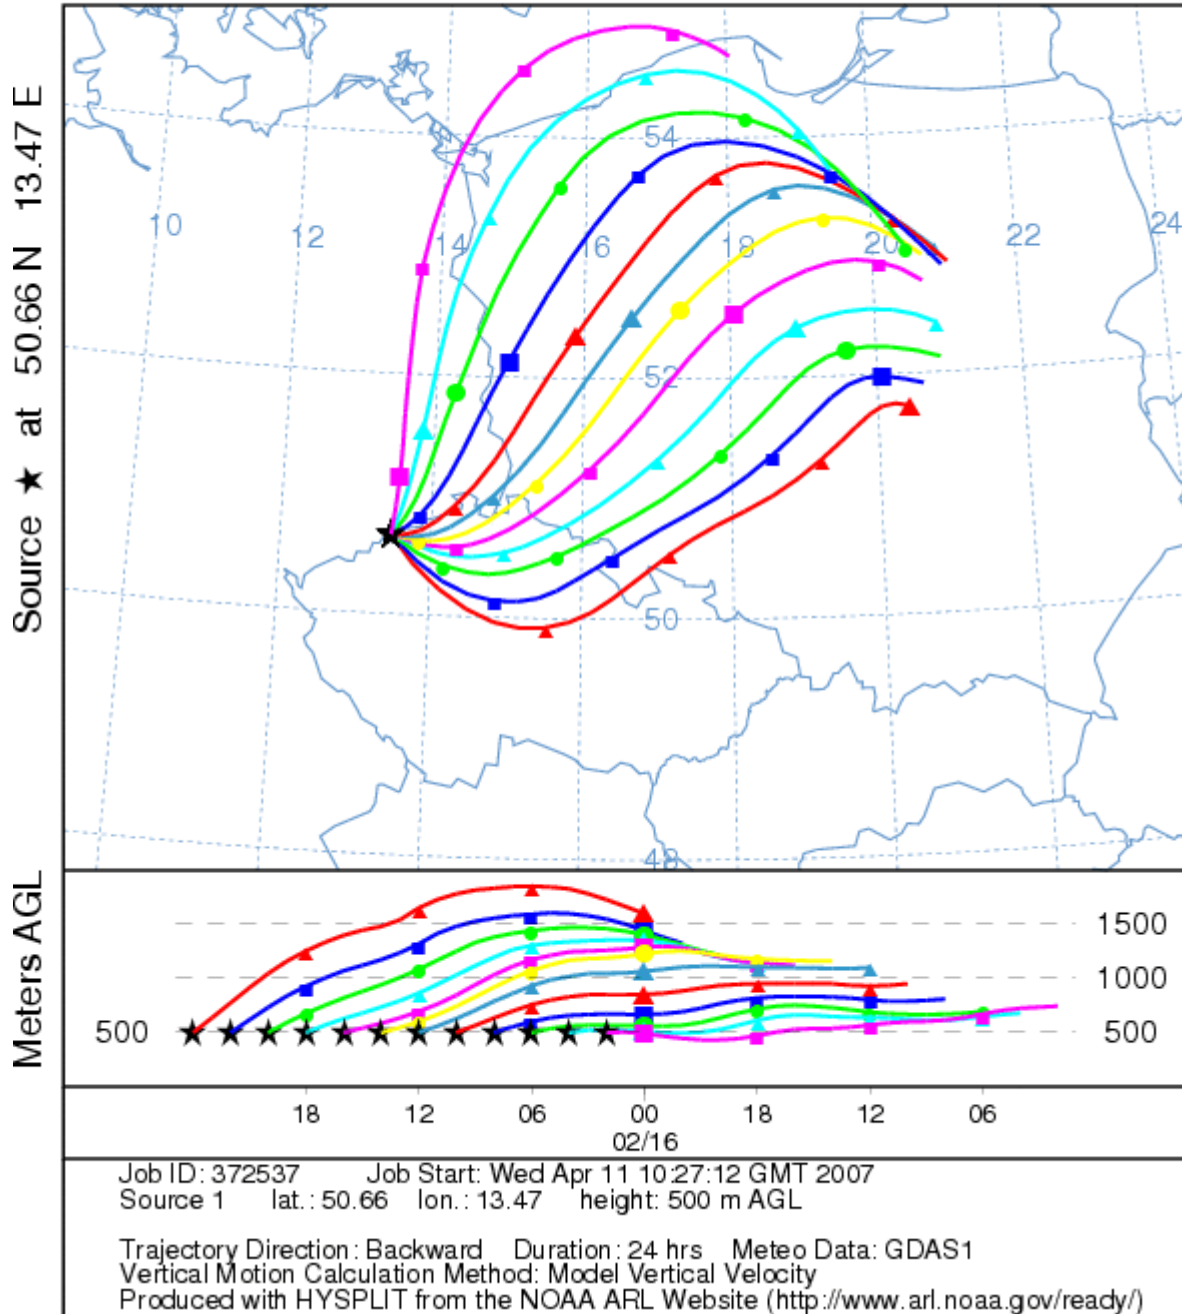 Source ★ at 50.66 N 13.47 E
54
10
12
14
16
18
20
22
24
52
50
48
Meters AGL
1500
1000
500
500
18 12 06 00 18 12 06
02/16
Job ID: 372537 Job Start: Wed Apr 11 10:27:12 GMT 2007
Source 1 lat.: 50.66 lon.: 13.47 height: 500 m AGL
Trajectory Direction: Backward Duration: 24 hrs Meteo Data: GDAS1
Vertical Motion Calculation Method: Model Vertical Velocity
Produced with HYSPLIT from the NOAA ARL Website (http://www.arl.noaa.gov/ready/)